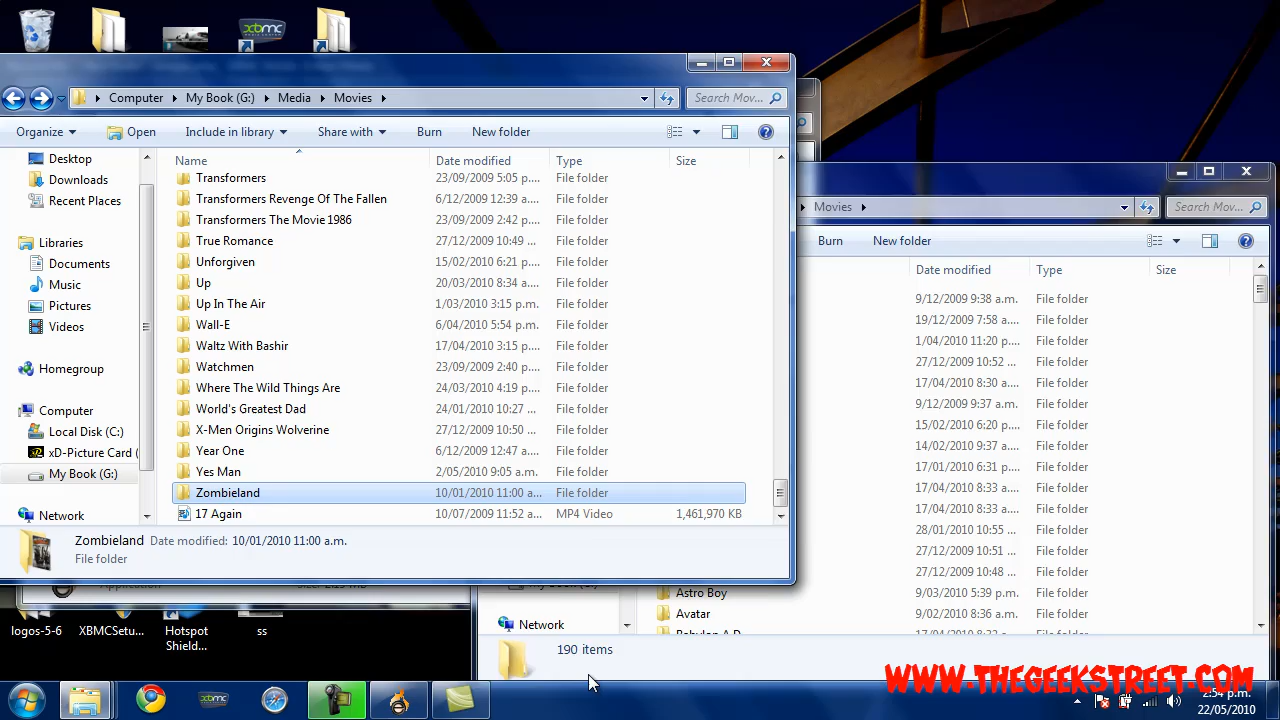 xbmc
Computer ▸ My Book (G:) ▸ Media ▸ Movies ▸
Search Mov...
Organize
Open
Include in library
Share with
Burn
New folder
Name
Date modified
Type
Size
Desktop
Downloads
Recent Places
Libraries
Documents
Music
Pictures
Videos
Homegroup
Computer
Local Disk (C:)
xD-Picture Card (
My Book (G:)
Network
Transformers 23/09/2009 5:05 p.... File folder
Transformers Revenge Of The Fallen 6/12/2009 12:39 a.... File folder
Transformers The Movie 1986 23/09/2009 2:42 p.... File folder
True Romance 27/12/2009 10:49 ... File folder
Unforgiven 15/02/2010 6:21 p.... File folder
Up 20/03/2010 8:34 a.... File folder
Up In The Air 1/03/2010 3:15 p.m. File folder
Wall-E 6/04/2010 5:54 p.m. File folder
Waltz With Bashir 17/04/2010 3:15 p.... File folder
Watchmen 23/09/2009 2:40 p.... File folder
Where The Wild Things Are 24/03/2010 4:19 p.... File folder
World's Greatest Dad 24/01/2010 10:27 ... File folder
X-Men Origins Wolverine 27/12/2009 10:50 ... File folder
Year One 6/12/2009 12:47 a.... File folder
Yes Man 2/05/2010 9:05 a.m. File folder
Zombieland 10/01/2010 11:00 a... File folder
17 Again 10/07/2009 11:52 a... MP4 Video 1,461,970 KB
Zombieland Date modified: 10/01/2010 11:00 a.m.
File folder
Movies ▸
Search Mov...
Burn
New folder
Date modified
Type
Size
9/12/2009 9:38 a.m. File folder
19/12/2009 7:58 a... File folder
1/04/2010 11:20 p.... File folder
27/12/2009 10:52 ... File folder
17/04/2010 8:30 a... File folder
9/12/2009 9:37 a.m. File folder
15/02/2010 6:20 p... File folder
14/02/2010 9:37 a... File folder
17/01/2010 6:31 p... File folder
17/04/2010 8:33 a... File folder
17/04/2010 8:33 a... File folder
28/01/2010 10:55 ... File folder
27/12/2009 10:51 ... File folder
27/12/2009 10:48 ... File folder
Astro Boy 9/03/2010 5:39 p.m. File folder
Avatar 9/02/2010 8:36 a.m. File folder
Babylon A.D. File folder
Network
190 items
logos-5-6
XBMCSetu...
Hotspot
Shield...
ss
WWW.THEGEEKSTREET.COM
xbmc
2:54 p.m.
22/05/2010